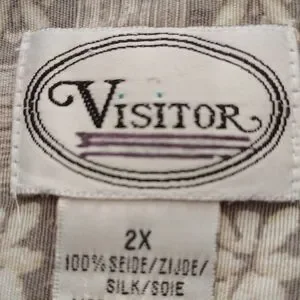 VISITOR
2X
100% SEIDE/ZIJDE/
SILK/SOIE